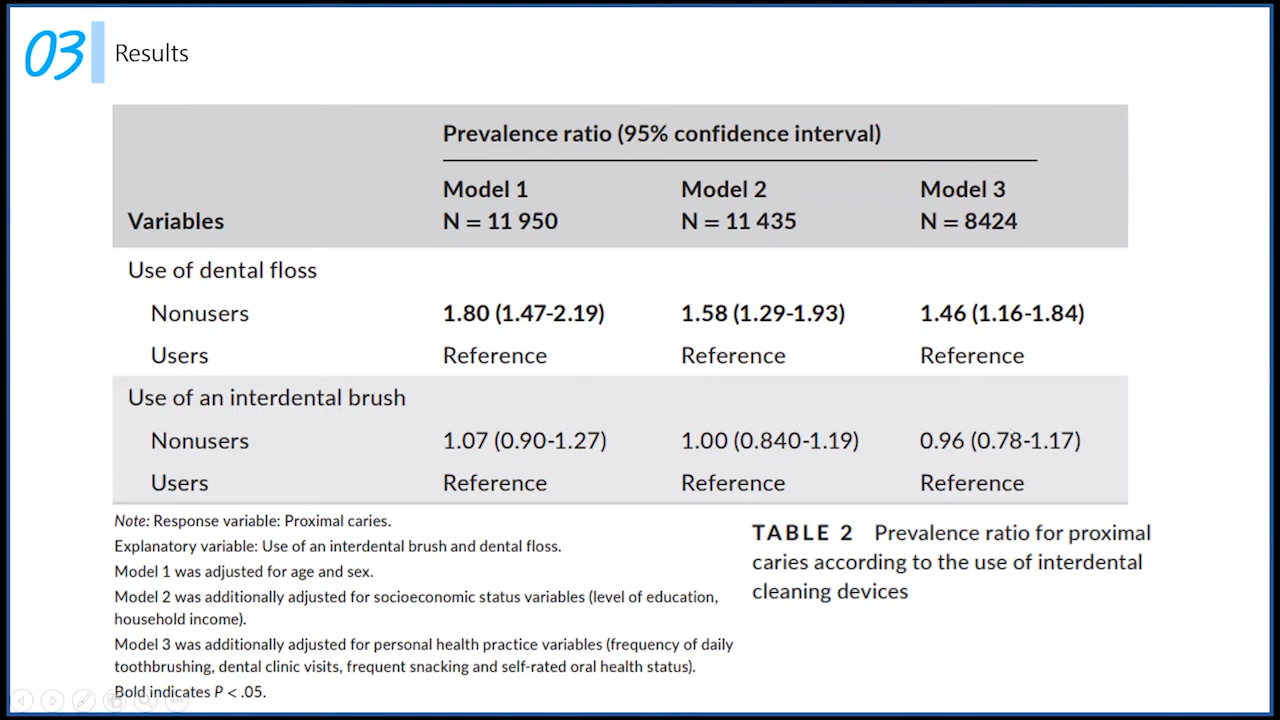 03
Results
Prevalence ratio (95% confidence interval)
Model 1 Model 2 Model 3
Variables N = 11 950 N = 11 435 N = 8424
Use of dental floss
Nonusers 1.80 (1.47-2.19) 1.58 (1.29-1.93) 1.46 (1.16-1.84)
Users Reference Reference Reference
Use of an interdental brush
Nonusers 1.07 (0.90-1.27) 1.00 (0.840-1.19) 0.96 (0.78-1.17)
Users Reference Reference Reference
Note: Response variable: Proximal caries.
Explanatory variable: Use of an interdental brush and dental floss.
Model 1 was adjusted for age and sex.
Model 2 was additionally adjusted for socioeconomic status variables (level of education,
household income).
Model 3 was additionally adjusted for personal health practice variables (frequency of daily
toothbrushing, dental clinic visits, frequent snacking and self-rated oral health status).
Bold indicates P < .05.
TABLE 2 Prevalence ratio for proximal
caries according to the use of interdental
cleaning devices